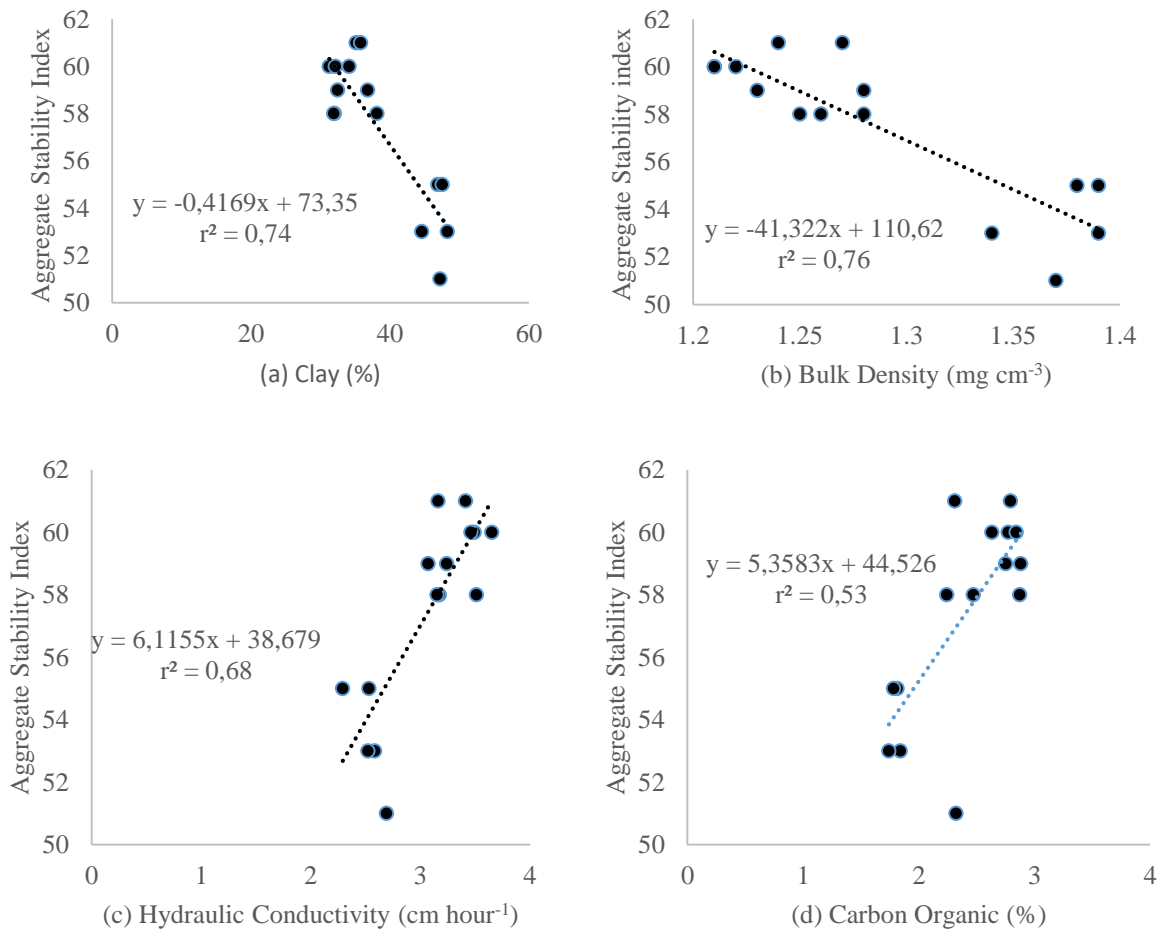 Aggregate Stability Index
62
60
58
56
54
52
50
y = -0,4169x + 73,35
r² = 0,74
0
20
40
60
(a) Clay (%)
Aggregate Stability index
62
60
58
56
54
52
50
y = -41,322x + 110,62
r² = 0,76
1.2
1.25
1.3
1.35
1.4
(b) Bulk Density (mg cm⁻³)
Aggregate Stability Index
62
60
58
56
54
52
50
y = 6,1155x + 38,679
r² = 0,68
0
1
2
3
4
(c) Hydraulic Conductivity (cm hour⁻¹)
Aggregate Stability Index
62
60
58
56
54
52
50
y = 5,3583x + 44,526
r² = 0,53
0
1
2
3
4
(d) Carbon Organic (%)